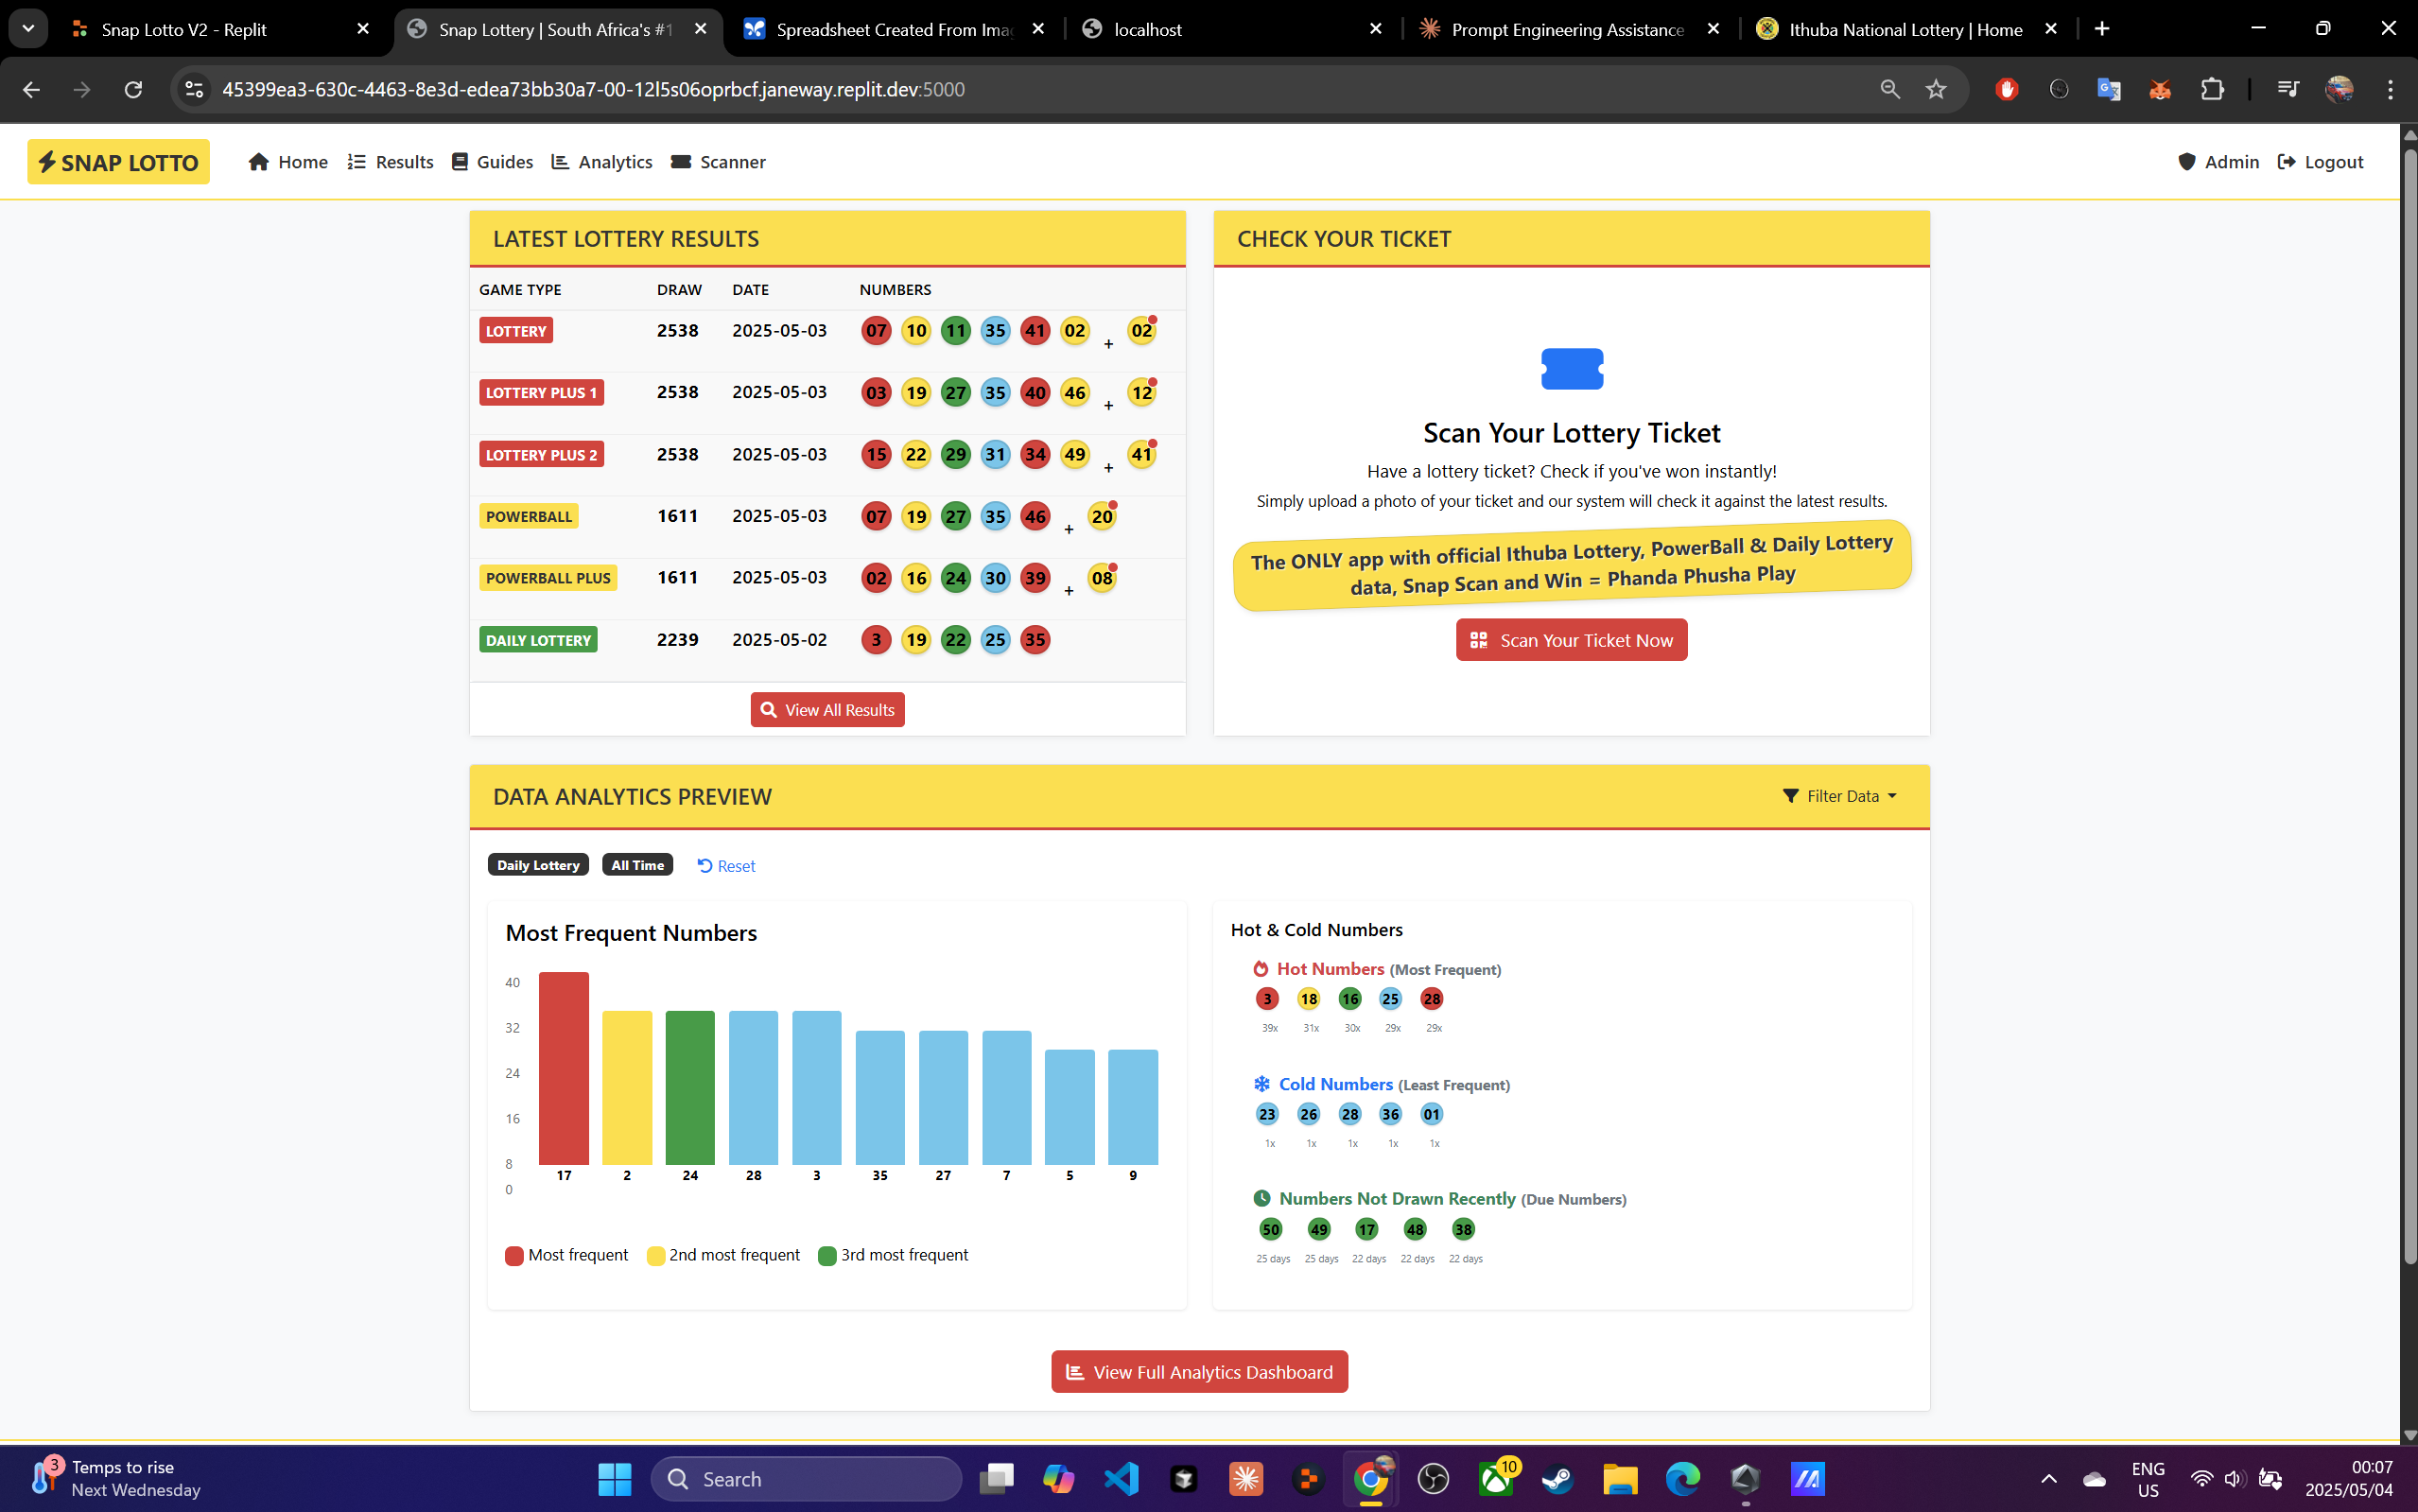 Snap Lotto V2 - Replit
Snap Lottery | South Africa's #1
Spreadsheet Created From Imag
localhost
Prompt Engineering Assistance
Ithuba National Lottery | Home
45399ea3-630c-4463-8e3d-edea73bb30a7-00-12l5s06oprbcf.janeway.replit.dev:5000
SNAP LOTTO
Home
Results
Guides
Analytics
Scanner
Admin
Logout
LATEST LOTTERY RESULTS
GAME TYPE DRAW DATE NUMBERS
LOTTERY 2538 2025-05-03 07 10 11 35 41 02 + 02
LOTTERY PLUS 1 2538 2025-05-03 03 19 27 35 40 46 + 12
LOTTERY PLUS 2 2538 2025-05-03 15 22 29 31 34 49 + 41
POWERBALL 1611 2025-05-03 07 19 27 35 46 + 20
POWERBALL PLUS 1611 2025-05-03 02 16 24 30 39 + 08
DAILY LOTTERY 2239 2025-05-02 3 19 22 25 35
View All Results
CHECK YOUR TICKET
Scan Your Lottery Ticket
Have a lottery ticket? Check if you've won instantly!
Simply upload a photo of your ticket and our system will check it against the latest results.
The ONLY app with official Ithuba Lottery, PowerBall & Daily Lottery
data, Snap Scan and Win = Phanda Phusha Play
Scan Your Ticket Now
DATA ANALYTICS PREVIEW
Filter Data
Daily Lottery All Time Reset
Most Frequent Numbers
40
32
24
16
8
0
17 2 24 28 3 35 27 7 5 9
Most frequent 2nd most frequent 3rd most frequent
Hot & Cold Numbers
Hot Numbers (Most Frequent)
3 18 16 25 28
39x 31x 30x 29x 29x
Cold Numbers (Least Frequent)
23 26 28 36 01
1x 1x 1x 1x 1x
Numbers Not Drawn Recently (Due Numbers)
50 49 17 48 38
25 days 25 days 22 days 22 days 22 days
View Full Analytics Dashboard
3
Temps to rise
Next Wednesday
Search
10
ENG
US
00:07
2025/05/04